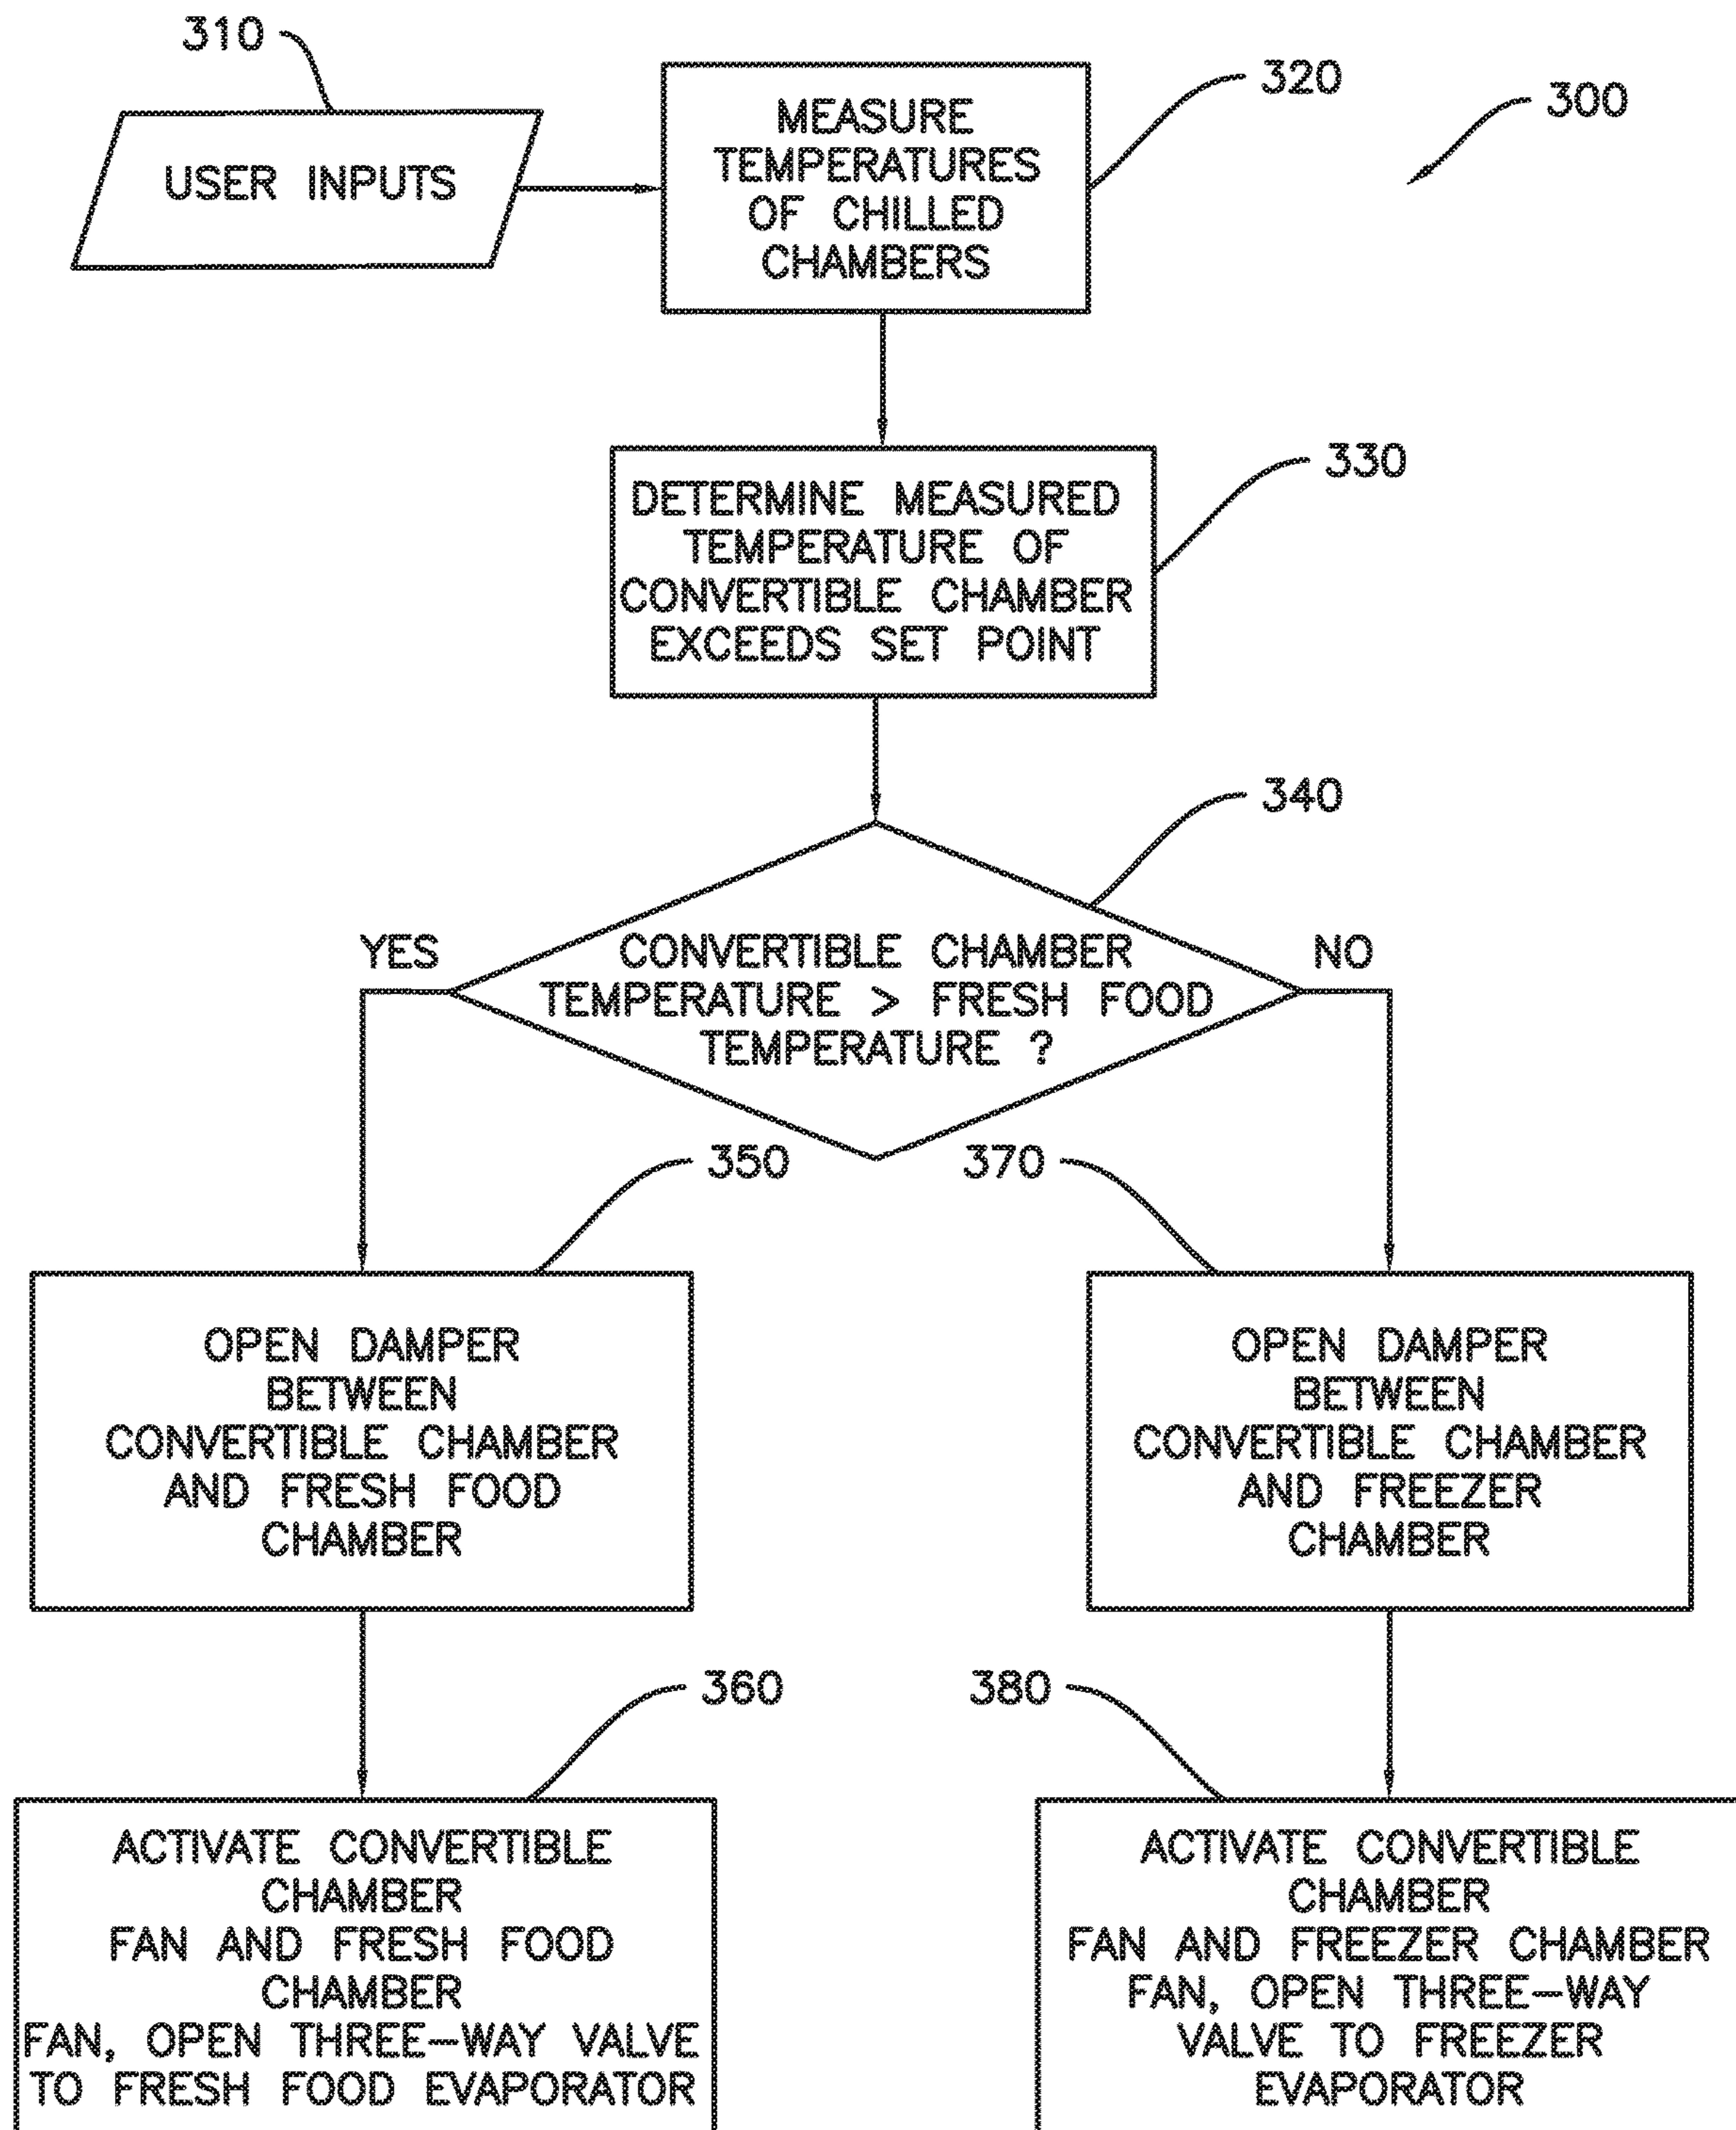 310
USER INPUTS
MEASURE
TEMPERATURES
OF CHILLED
CHAMBERS
320
300
DETERMINE MEASURED
TEMPERATURE OF
CONVERTIBLE CHAMBER
EXCEEDS SET POINT
330
340
YES
CONVERTIBLE CHAMBER
TEMPERATURE > FRESH FOOD
TEMPERATURE ?
NO
350
370
OPEN DAMPER
BETWEEN
CONVERTIBLE CHAMBER
AND FRESH FOOD
CHAMBER
OPEN DAMPER
BETWEEN
CONVERTIBLE CHAMBER
AND FREEZER
CHAMBER
360
380
ACTIVATE CONVERTIBLE
CHAMBER
FAN AND FRESH FOOD
CHAMBER
FAN, OPEN THREE-WAY VALVE
TO FRESH FOOD EVAPORATOR
ACTIVATE CONVERTIBLE
CHAMBER
FAN AND FREEZER CHAMBER
FAN, OPEN THREE-WAY
VALVE TO FREEZER
EVAPORATOR